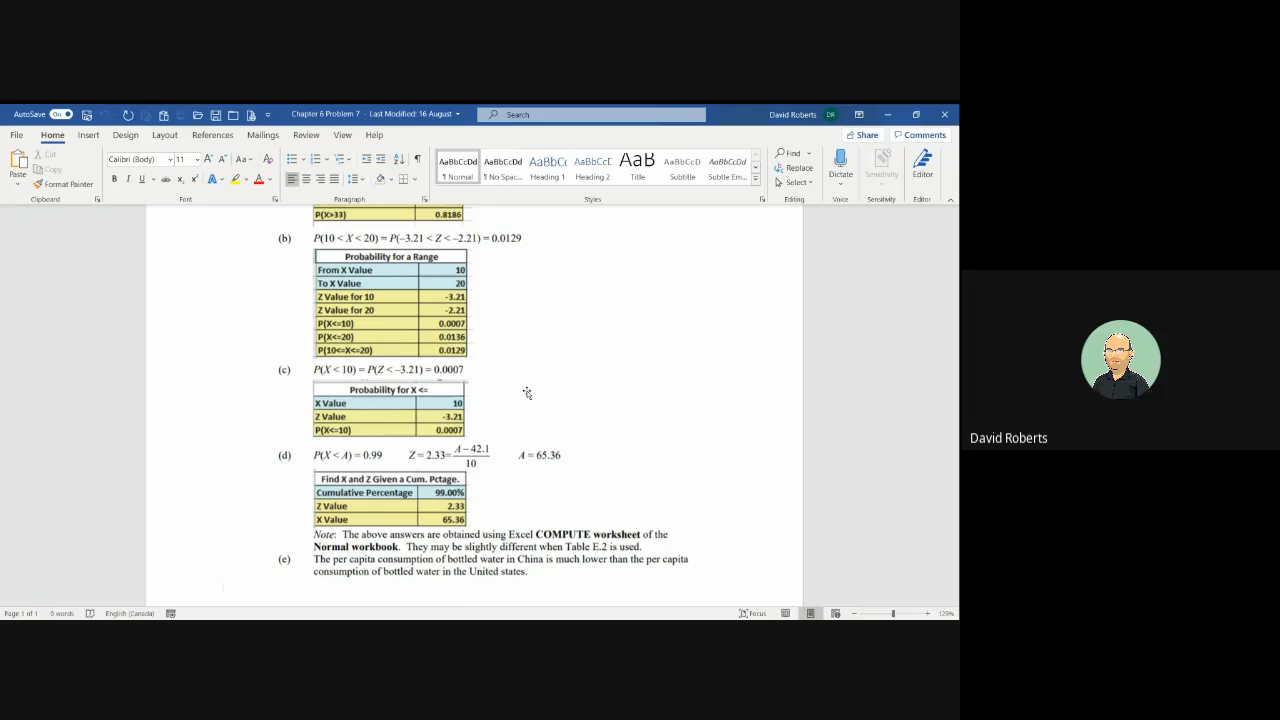 AutoSave On
Chapter 6 Problem 7 - Last Modified: 16 August
Search
David Roberts DR
File Home Insert Design Layout References Mailings Review View Help
Share Comments
Paste
Cut
Copy
Format Painter
Calibri (Body) 11
AaBbCcDd AaBbCcDd AaBbCc AaBbCcE AaB AaBbCcD AaBbCcDd
¶ Normal ¶ No Spac... Heading 1 Heading 2 Title Subtitle Subtle Em...
Find
Replace
Select
Dictate
Sensitivity
Editor
Clipboard Font Paragraph Styles Editing Voice Sensitivity Editor
P(X>33) 0.8186
(b) P(10 < X < 20) = P(–3.21 < Z < –2.21) = 0.0129
Probability for a Range
From X Value 10
To X Value 20
Z Value for 10 -3.21
Z Value for 20 -2.21
P(X<=10) 0.0007
P(X<=20) 0.0136
P(10<=X<=20) 0.0129
(c) P(X < 10) = P(Z < –3.21) = 0.0007
Probability for X <=
X Value 10
Z Value -3.21
P(X<=10) 0.0007
(d) P(X < A) = 0.99 Z = 2.33= A – 42.1 / 10 A = 65.36
Find X and Z Given a Cum. Pctage.
Cumulative Percentage 99.00%
Z Value 2.33
X Value 65.36
Note: The above answers are obtained using Excel COMPUTE worksheet of the
Normal workbook. They may be slightly different when Table E.2 is used.
(e) The per capita consumption of bottled water in China is much lower than the per capita
consumption of bottled water in the United states.
Page 1 of 1 0 words English (Canada) Focus 120%
David Roberts